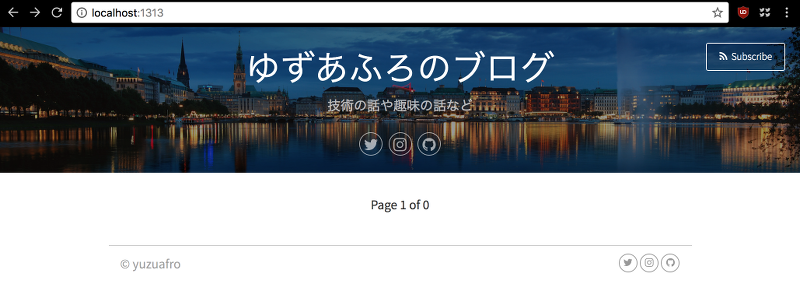 localhost:1313
Subscribe
ゆずあふろのブログ
技術の話や趣味の話など
Page 1 of 0
© yuzuafro